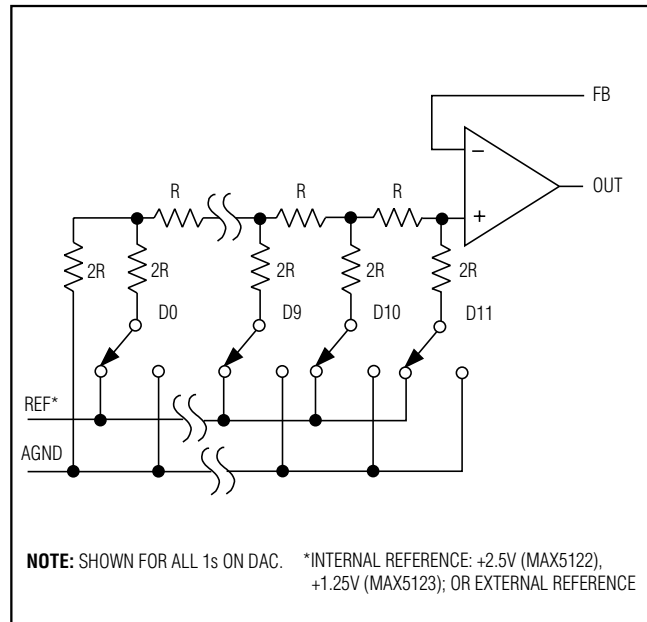 FB
OUT
−
+
R R R
2R 2R 2R 2R 2R
D0 D9 D10 D11
REF*
AGND
NOTE: SHOWN FOR ALL 1s ON DAC. *INTERNAL REFERENCE: +2.5V (MAX5122),
+1.25V (MAX5123); OR EXTERNAL REFERENCE